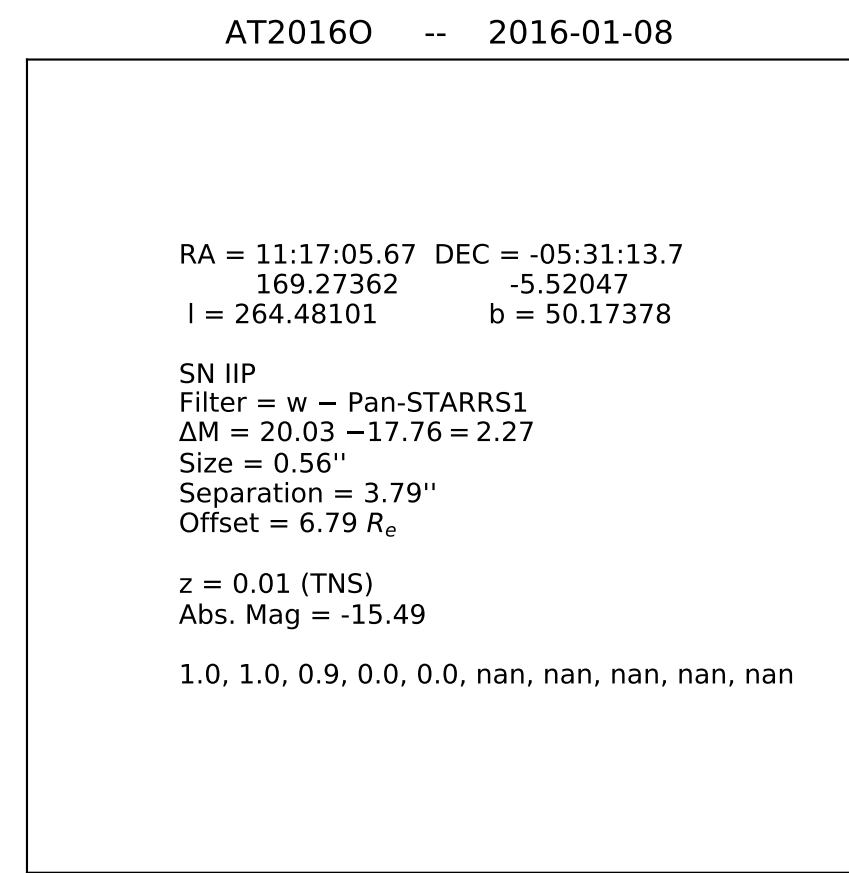 AT2016O -- 2016-01-08
RA = 11:17:05.67 DEC = -05:31:13.7
169.27362 -5.52047
l = 264.48101 b = 50.17378
SN IIP
Filter = w − Pan-STARRS1
ΔM = 20.03 −17.76 = 2.27
Size = 0.56''
Separation = 3.79''
Offset = 6.79 Re
z = 0.01 (TNS)
Abs. Mag = -15.49
1.0, 1.0, 0.9, 0.0, 0.0, nan, nan, nan, nan, nan